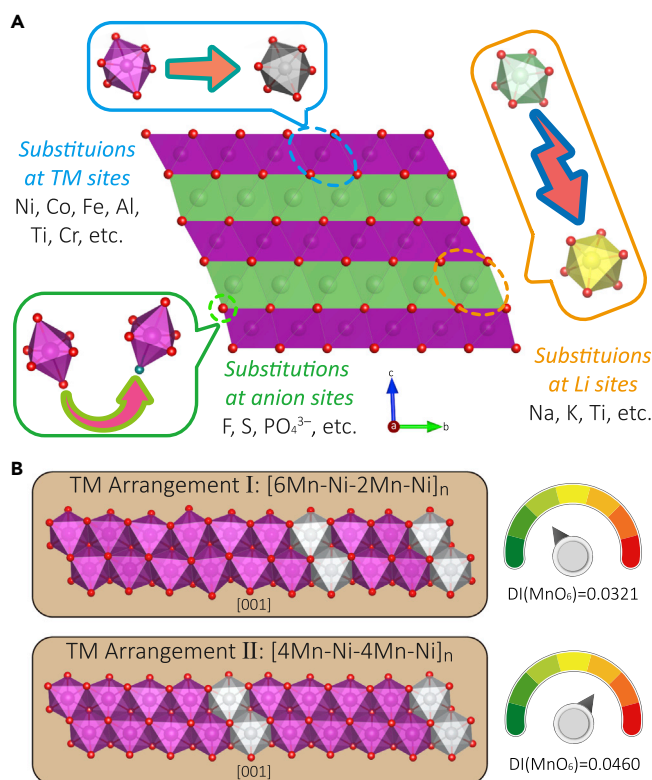 A
Substituions
at TM sites
Ni, Co, Fe, Al,
Ti, Cr, etc.
Substitutions
at anion sites
F, S, PO₄³⁻, etc.
c
a
b
Substituions
at Li sites
Na, K, Ti, etc.
B
TM Arrangement I: [6Mn-Ni-2Mn-Ni]ₙ
[001]
DI(MnO₆)=0.0321
TM Arrangement II: [4Mn-Ni-4Mn-Ni]ₙ
[001]
DI(MnO₆)=0.0460